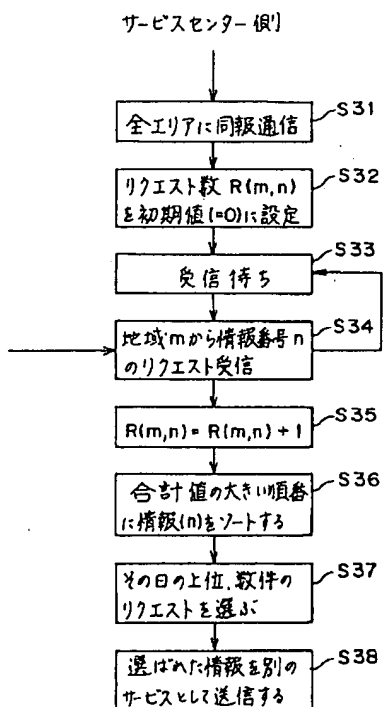 サービスセンター側
S31
全エリアに同報通信
S32
リクエスト数 R(m,n)
を初期値(=0)に設定
S33
受信待ち
S34
地域mから情報番号n
のリクエスト受信
S35
R(m,n)=R(m,n)+1
S36
合計値の大きい順番
に情報(n)をソートする
S37
その日の上位,数件の
リクエストを選ぶ
S38
選ばれた情報を別の
サービスとして送信する